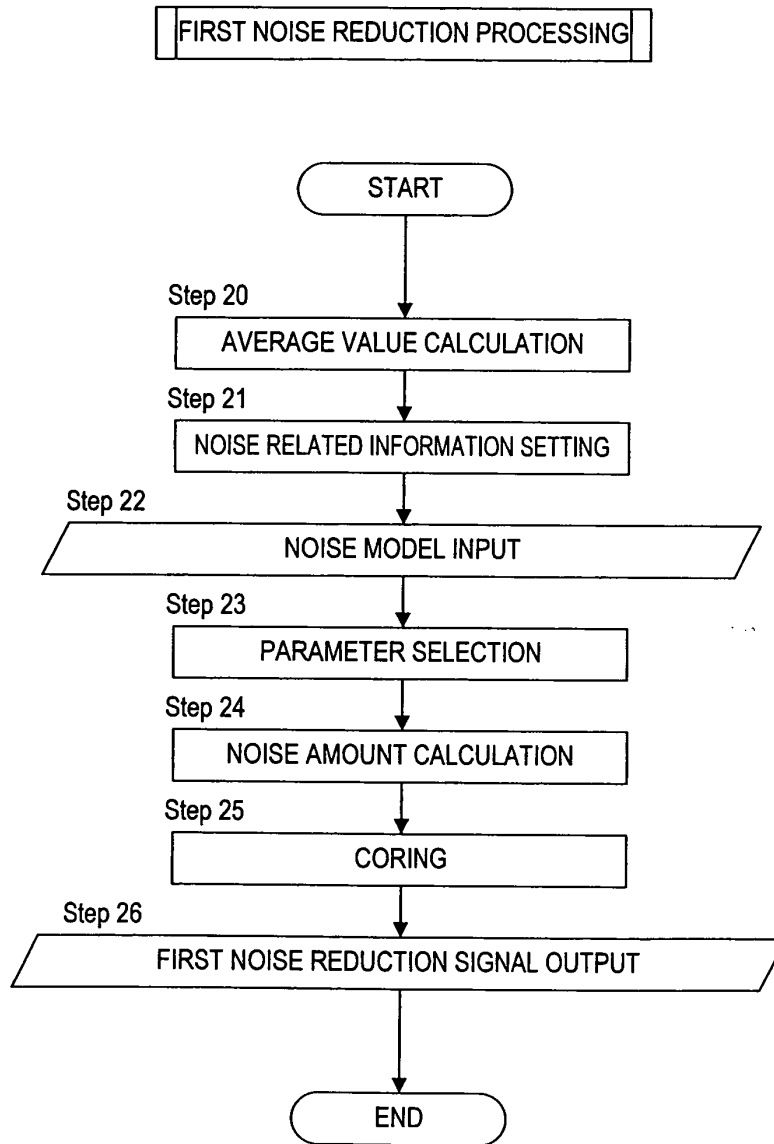 FIRST NOISE REDUCTION PROCESSING
START
Step 20
AVERAGE VALUE CALCULATION
Step 21
NOISE RELATED INFORMATION SETTING
Step 22
NOISE MODEL INPUT
Step 23
PARAMETER SELECTION
Step 24
NOISE AMOUNT CALCULATION
Step 25
CORING
Step 26
FIRST NOISE REDUCTION SIGNAL OUTPUT
END